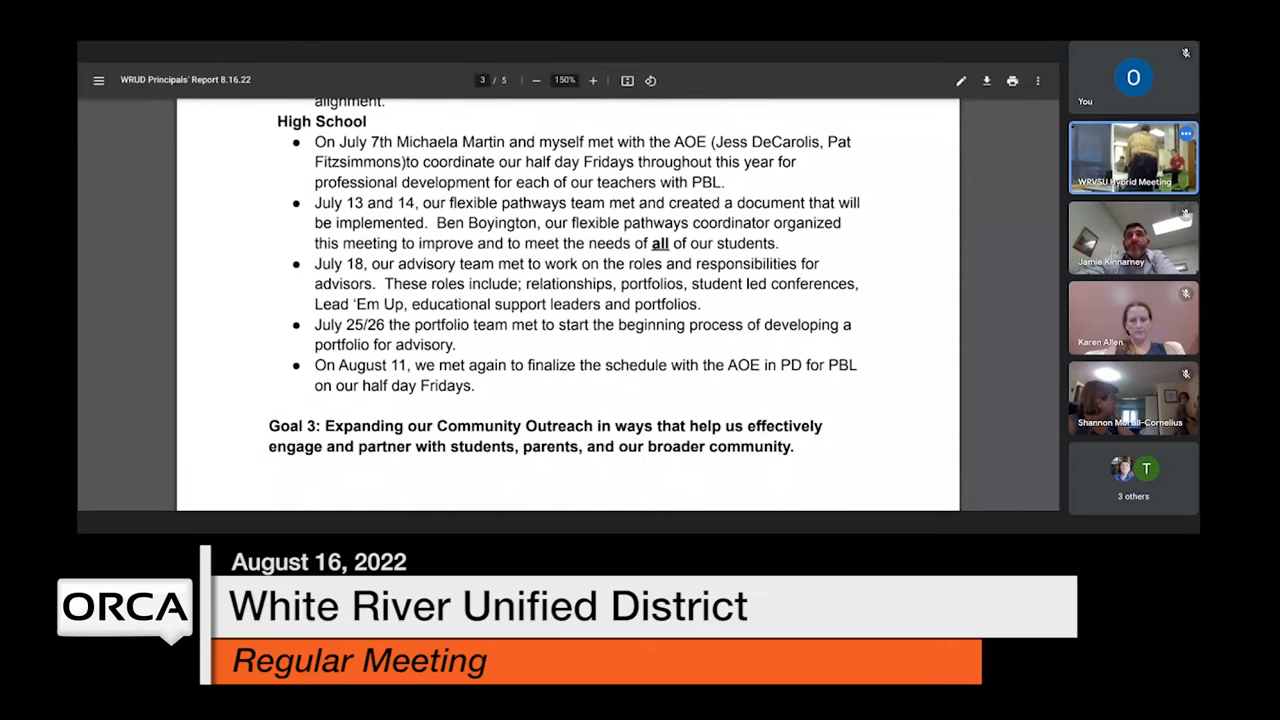 WRUD Principals' Report 8.16.22
3 / 5
150%
alignment.
High School
On July 7th Michaela Martin and myself met with the AOE (Jess DeCarolis, Pat
Fitzsimmons)to coordinate our half day Fridays throughout this year for
professional development for each of our teachers with PBL.
July 13 and 14, our flexible pathways team met and created a document that will
be implemented. Ben Boyington, our flexible pathways coordinator organized
this meeting to improve and to meet the needs of all of our students.
July 18, our advisory team met to work on the roles and responsibilities for
advisors. These roles include; relationships, portfolios, student led conferences,
Lead 'Em Up, educational support leaders and portfolios.
July 25/26 the portfolio team met to start the beginning process of developing a
portfolio for advisory.
On August 11, we met again to finalize the schedule with the AOE in PD for PBL
on our half day Fridays.
Goal 3: Expanding our Community Outreach in ways that help us effectively
engage and partner with students, parents, and our broader community.
O
You
WRVSU Hybrid Meeting
Jamie Kinnarney
Karen Allen
Shannon Morrill-Cornelius
T
3 others
August 16, 2022
ORCA
White River Unified District
Regular Meeting